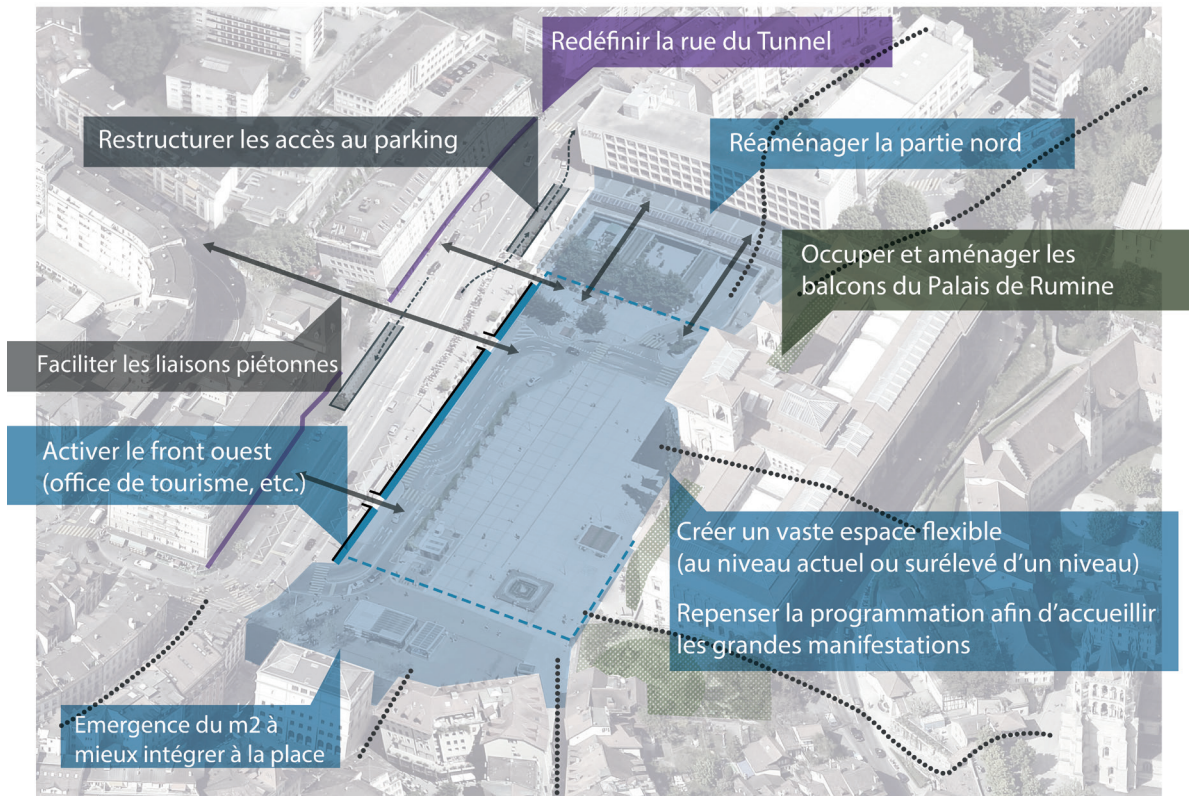 Redéfinir la rue du Tunnel
Restructurer les accès au parking
Réaménager la partie nord
Occuper et aménager les
balcons du Palais de Rumine
Faciliter les liaisons piétonnes
Activer le front ouest
(office de tourisme, etc.)
Créer un vaste espace flexible
(au niveau actuel ou surélevé d'un niveau)
Repenser la programmation afin d'accueillir
les grandes manifestations
Emergence du m2 à
mieux intégrer à la place